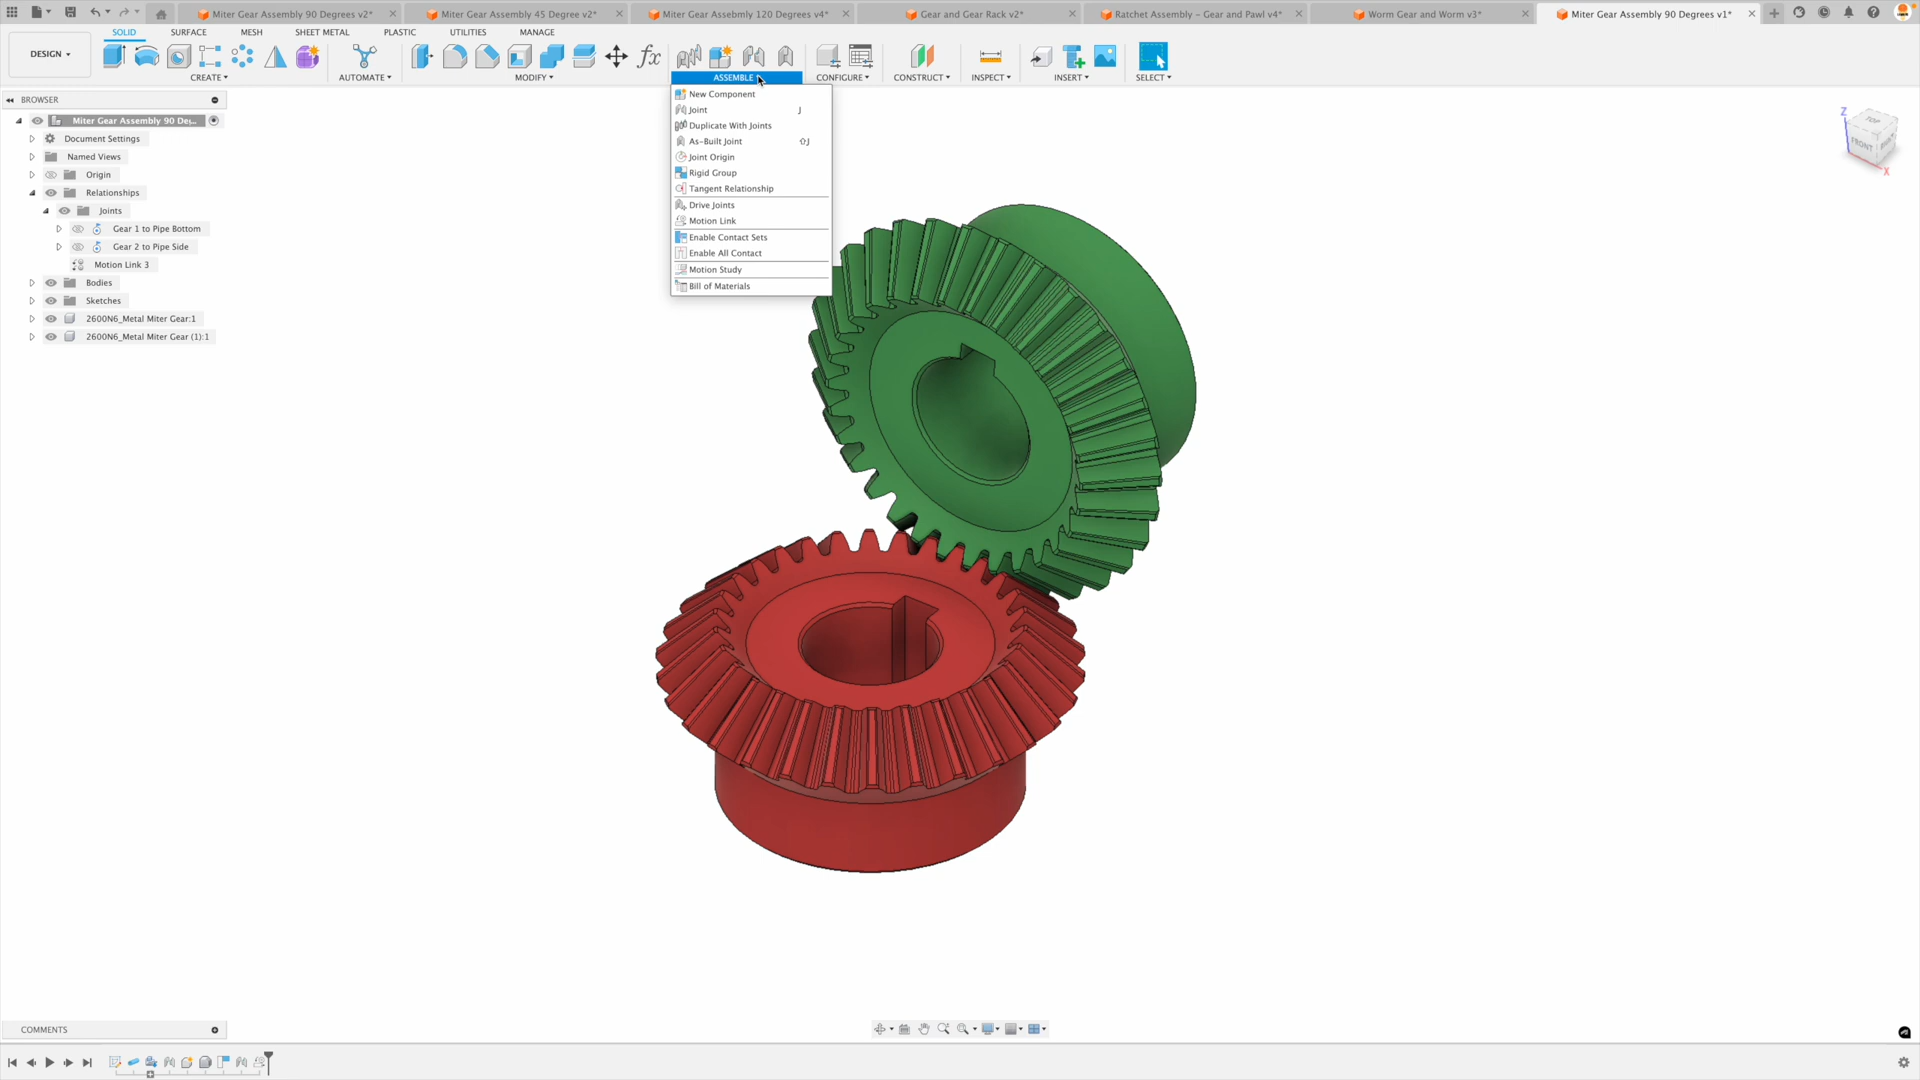 Miter Gear Assembly 90 Degrees v2*
Miter Gear Assembly 45 Degree v2*
Miter Gear Assebmly 120 Degrees v4*
Gear and Gear Rack v2*
Ratchet Assembly - Gear and Pawl v4*
Worm Gear and Worm v3*
Miter Gear Assembly 90 Degrees v1*
DESIGN
SOLID
SURFACE
MESH
SHEET METAL
PLASTIC
UTILITIES
MANAGE
CREATE
AUTOMATE
MODIFY
ASSEMBLE
CONFIGURE
CONSTRUCT
INSPECT
INSERT
SELECT
New Component
Joint J
Duplicate With Joints
As-Built Joint ⇧J
Joint Origin
Rigid Group
Tangent Relationship
Drive Joints
Motion Link
Enable Contact Sets
Enable All Contact
Motion Study
Bill of Materials
BROWSER
Miter Gear Assembly 90 De...
Document Settings
Named Views
Origin
Relationships
Joints
Gear 1 to Pipe Bottom
Gear 2 to Pipe Side
Motion Link 3
Bodies
Sketches
2600N6_Metal Miter Gear:1
2600N6_Metal Miter Gear (1):1
Z
TOP
FRONT
X
COMMENTS